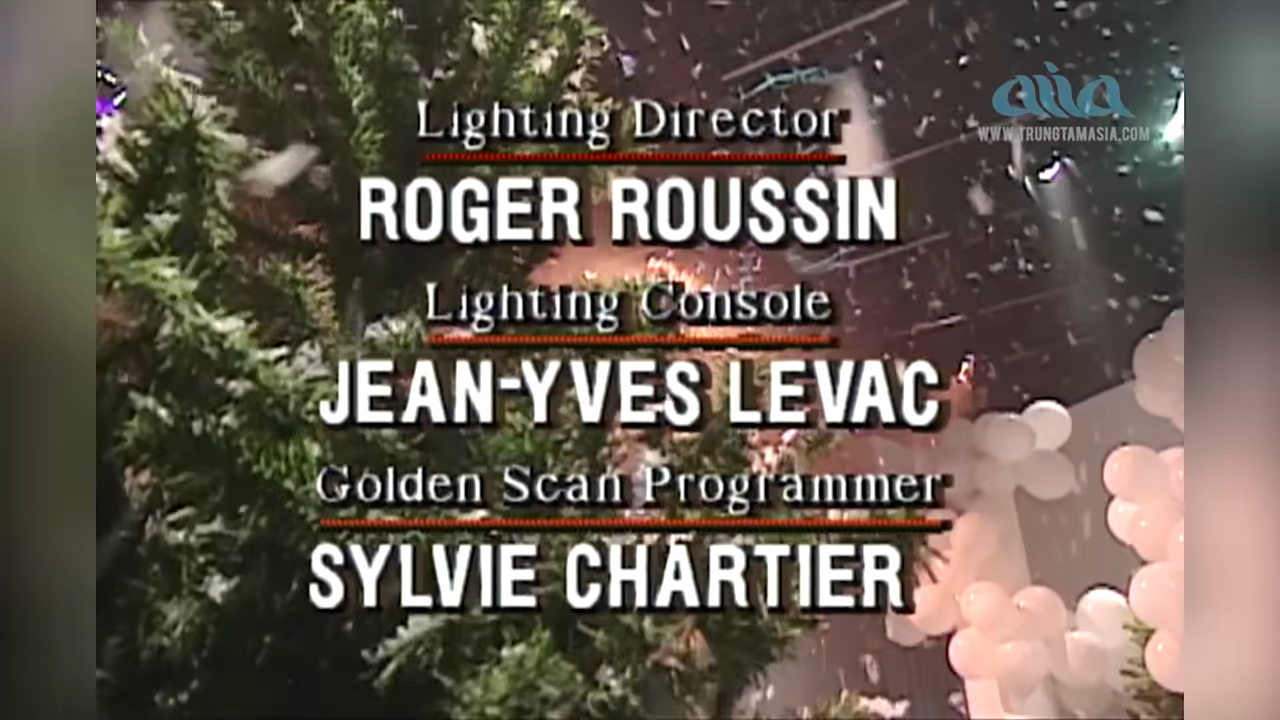 asia
WWW.TRUNGTAMASIA.COM
Lighting Director
ROGER ROUSSIN
Lighting Console
JEAN-YVES LEVAC
Golden Scan Programmer
SYLVIE CHARTIER